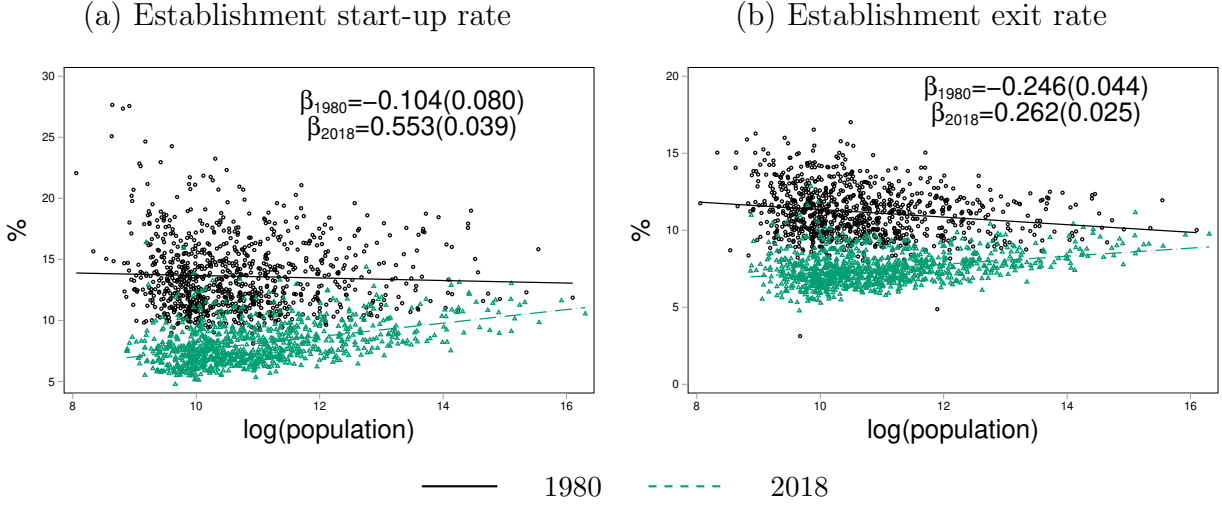 (a) Establishment start-up rate
30
25
20
15
10
5
%
β1980=−0.104(0.080)
β2018=0.553(0.039)
8 10 12 14 16
log(population)
(b) Establishment exit rate
20
15
10
5
0
%
β1980=−0.246(0.044)
β2018=0.262(0.025)
8 10 12 14 16
log(population)
1980 2018